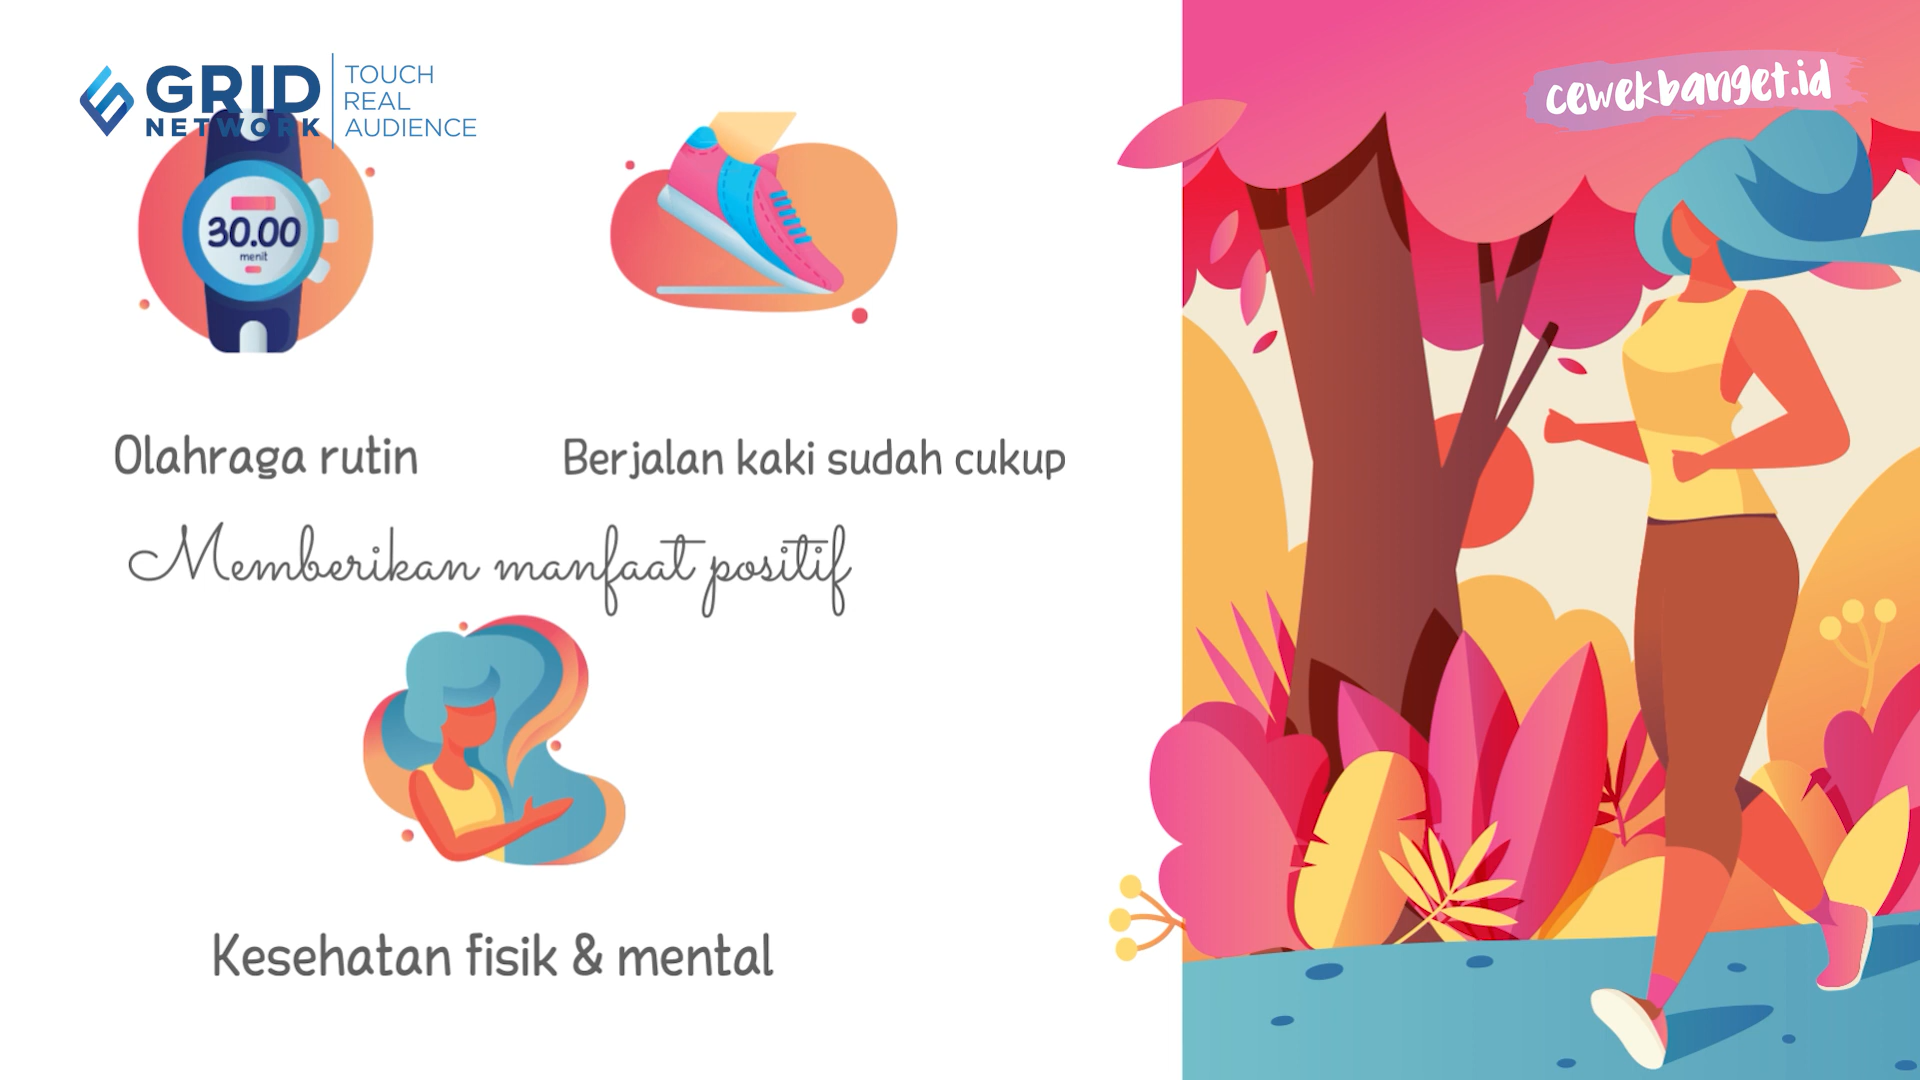 GRID
NETWORK
TOUCH
REAL
AUDIENCE
cewekbanget.id
30.00
menit
Olahraga rutin
Berjalan kaki sudah cukup
Memberikan manfaat positif
Kesehatan fisik & mental